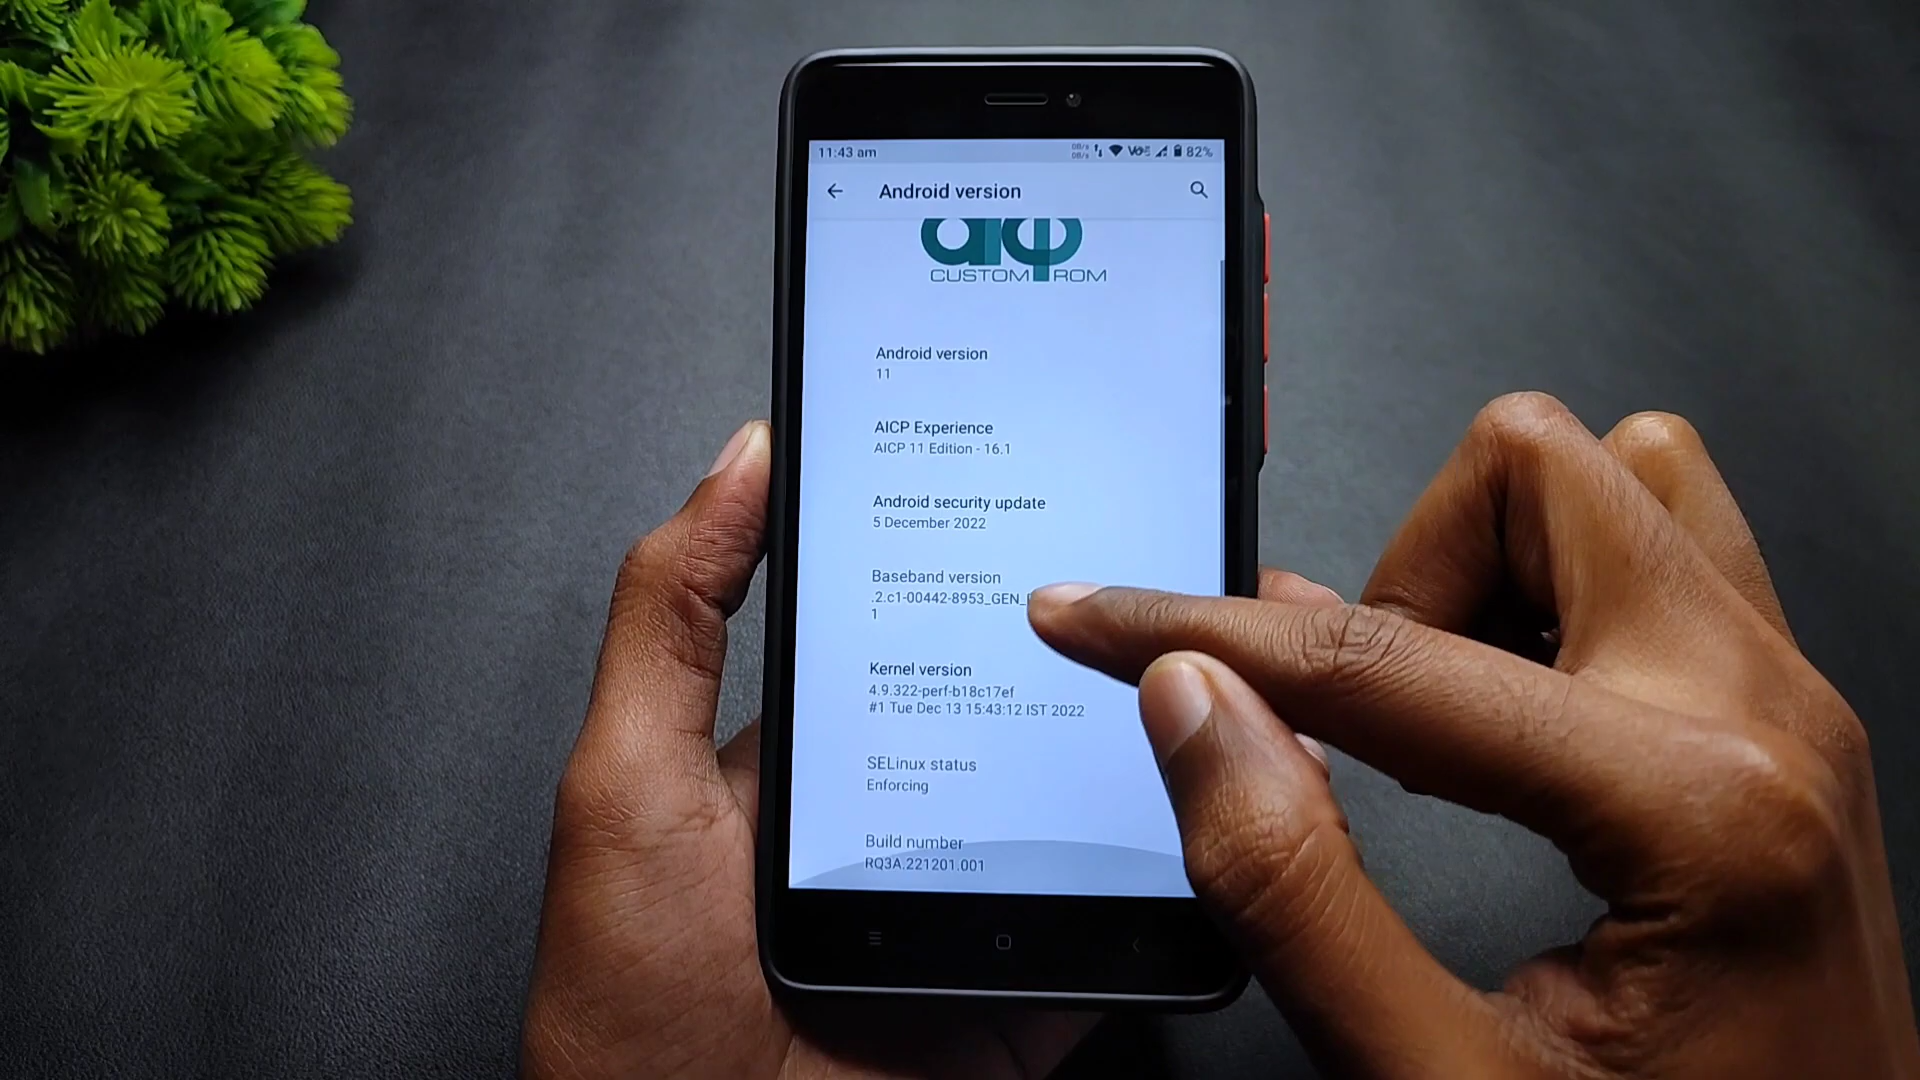 11:43 am
82%
Android version
aicp
CUSTOM ROM
Android version
11
AICP Experience
AICP 11 Edition - 16.1
Android security update
5 December 2022
Baseband version
.2.c1-00442-8953_GEN_
1
Kernel version
4.9.322-perf-b18c17ef
#1 Tue Dec 13 15:43:12 IST 2022
SELinux status
Enforcing
Build number
RQ3A.221201.001